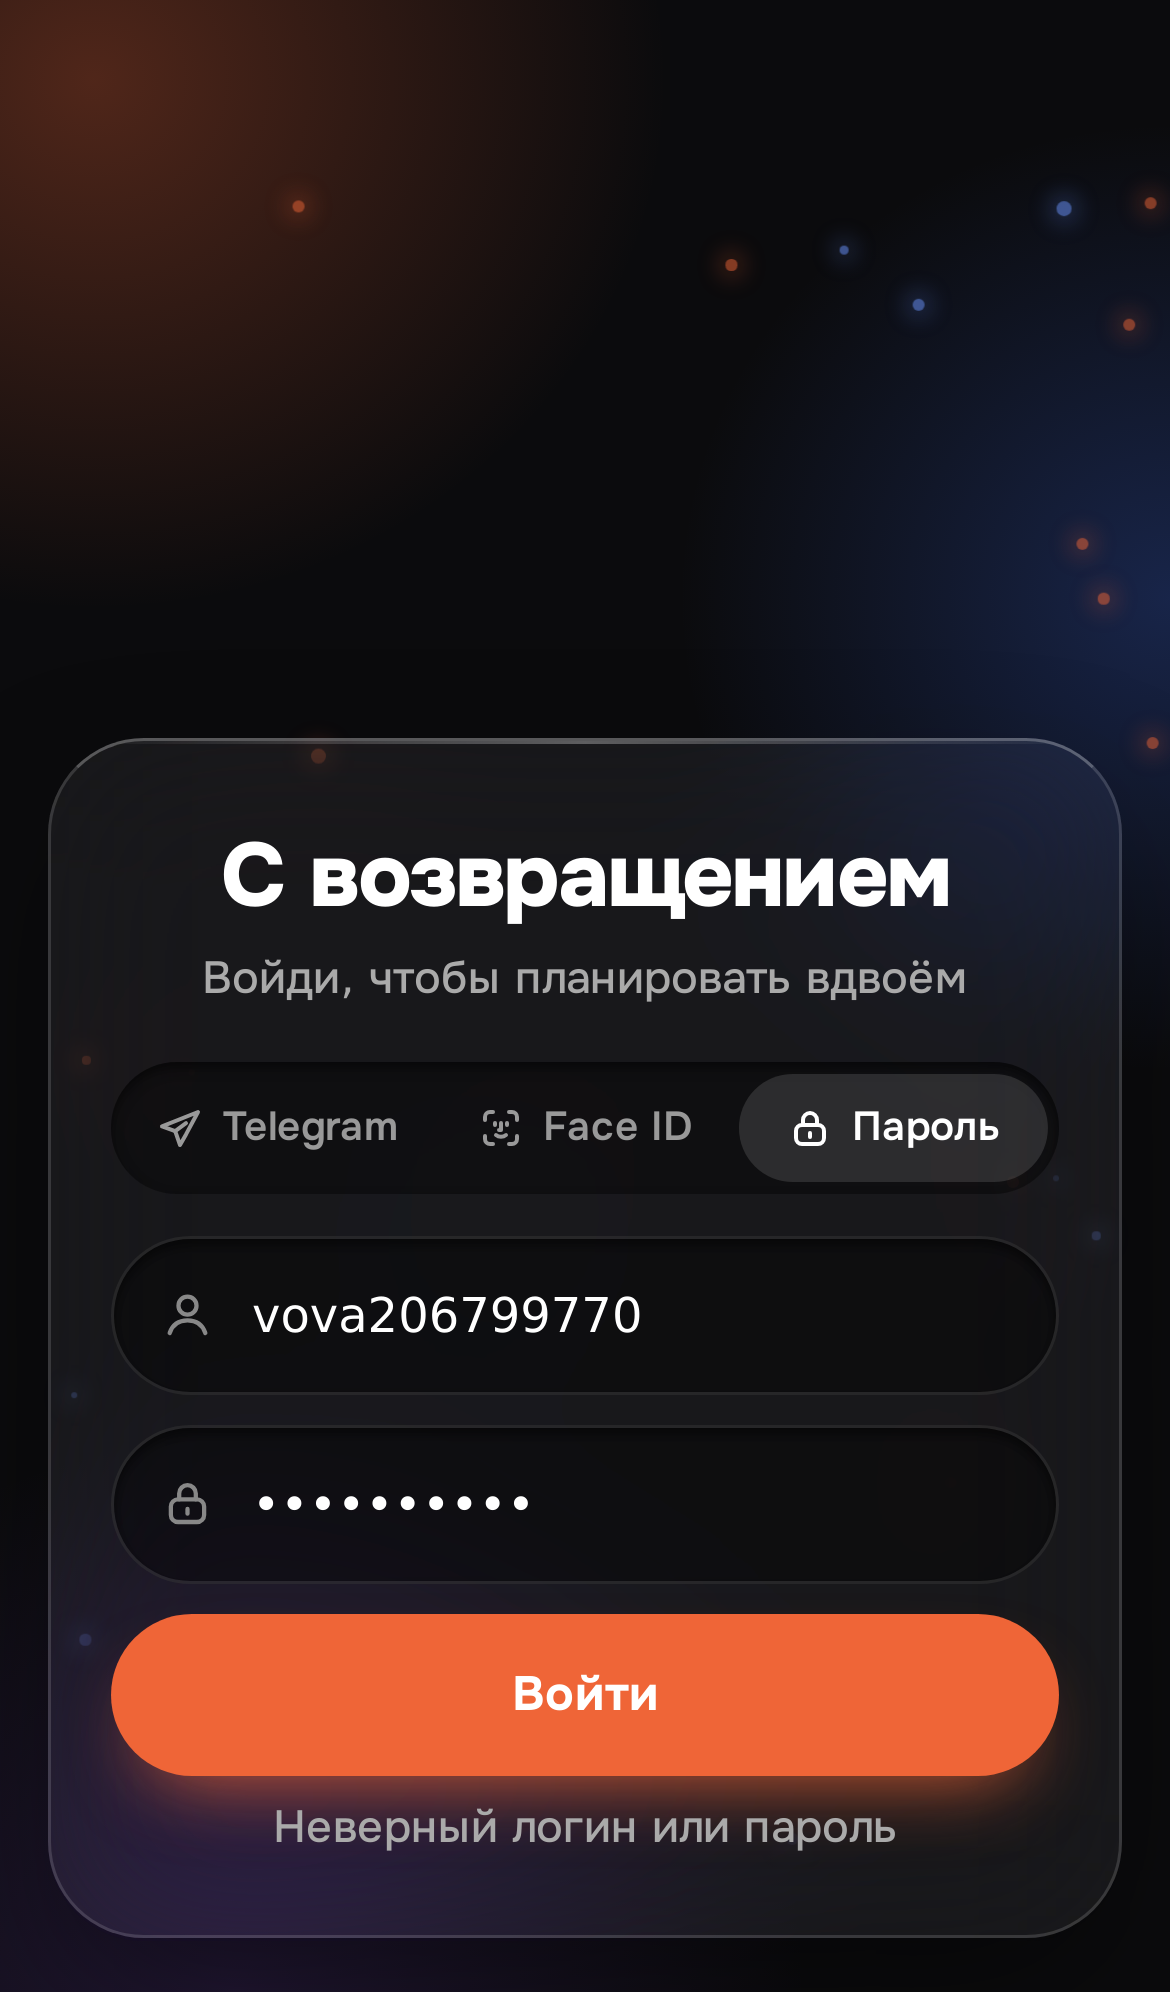 С возвращением
Войди, чтобы планировать вдвоём
Telegram Face ID Пароль
vova206799770
••••••••••
Войти
Неверный логин или пароль